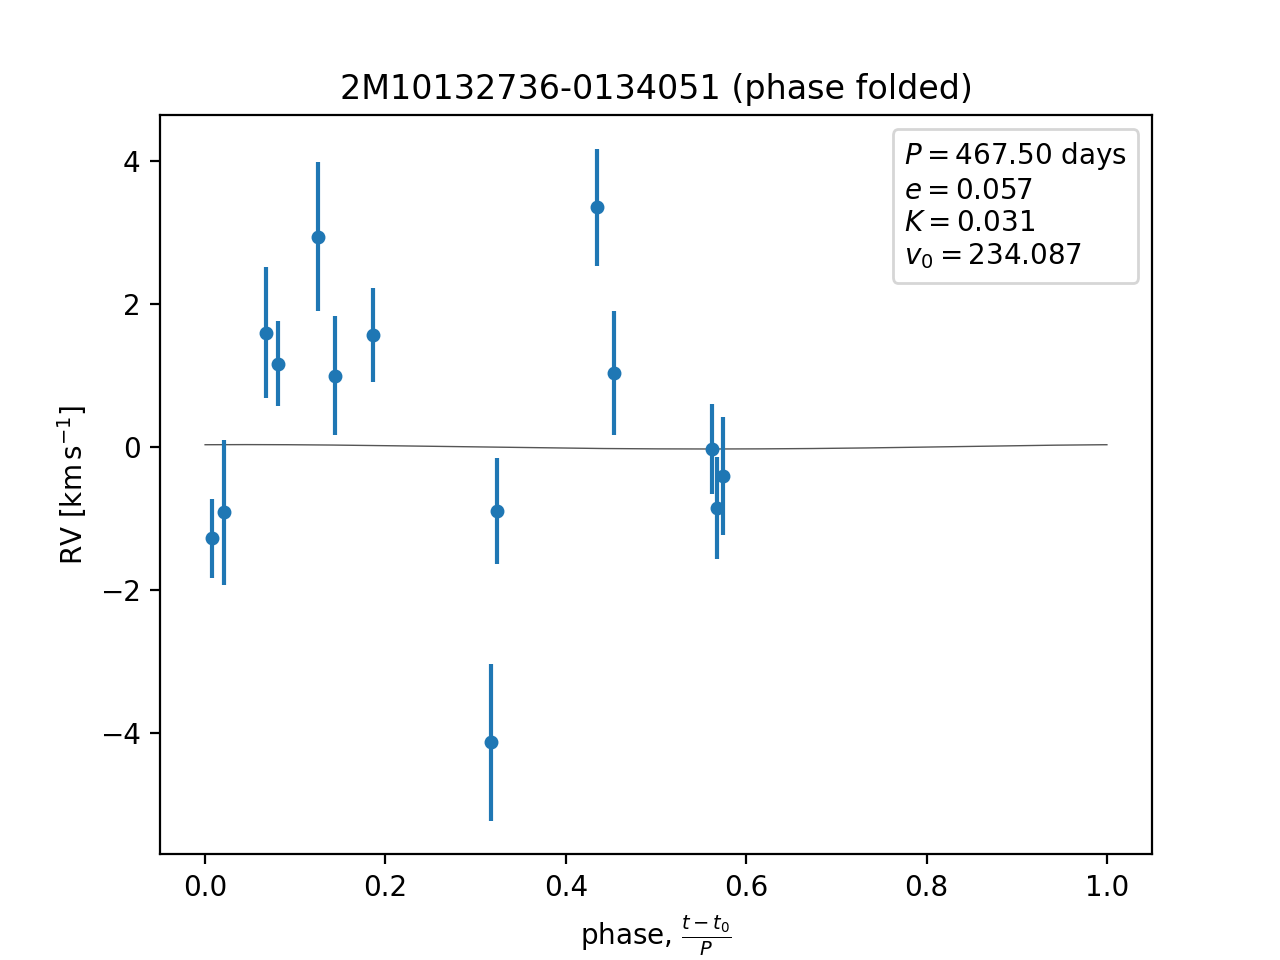 2M10132736-0134051 (phase folded)
P = 467.50 days
e = 0.057
K = 0.031
v₀ = 234.087
4
2
0
−2
−4
RV [km s⁻¹]
0.0 0.2 0.4 0.6 0.8 1.0
phase, (t − t₀)/P